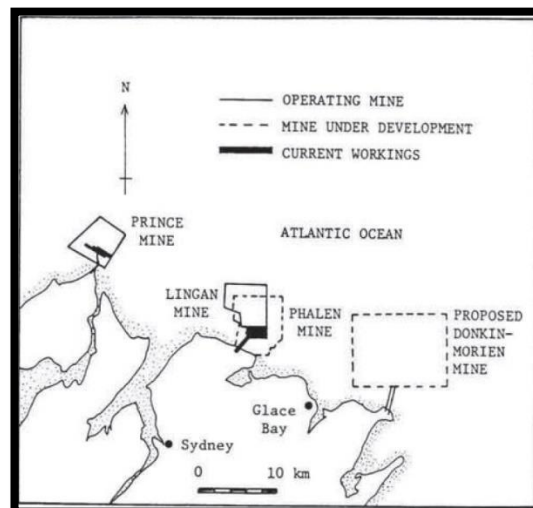 N
OPERATING MINE
MINE UNDER DEVELOPMENT
CURRENT WORKINGS
PRINCE
MINE
ATLANTIC OCEAN
LINGAN
MINE
PHALEN
MINE
PROPOSED
DONKIN-
MORIEN
MINE
Glace
Bay
Sydney
0 10 km